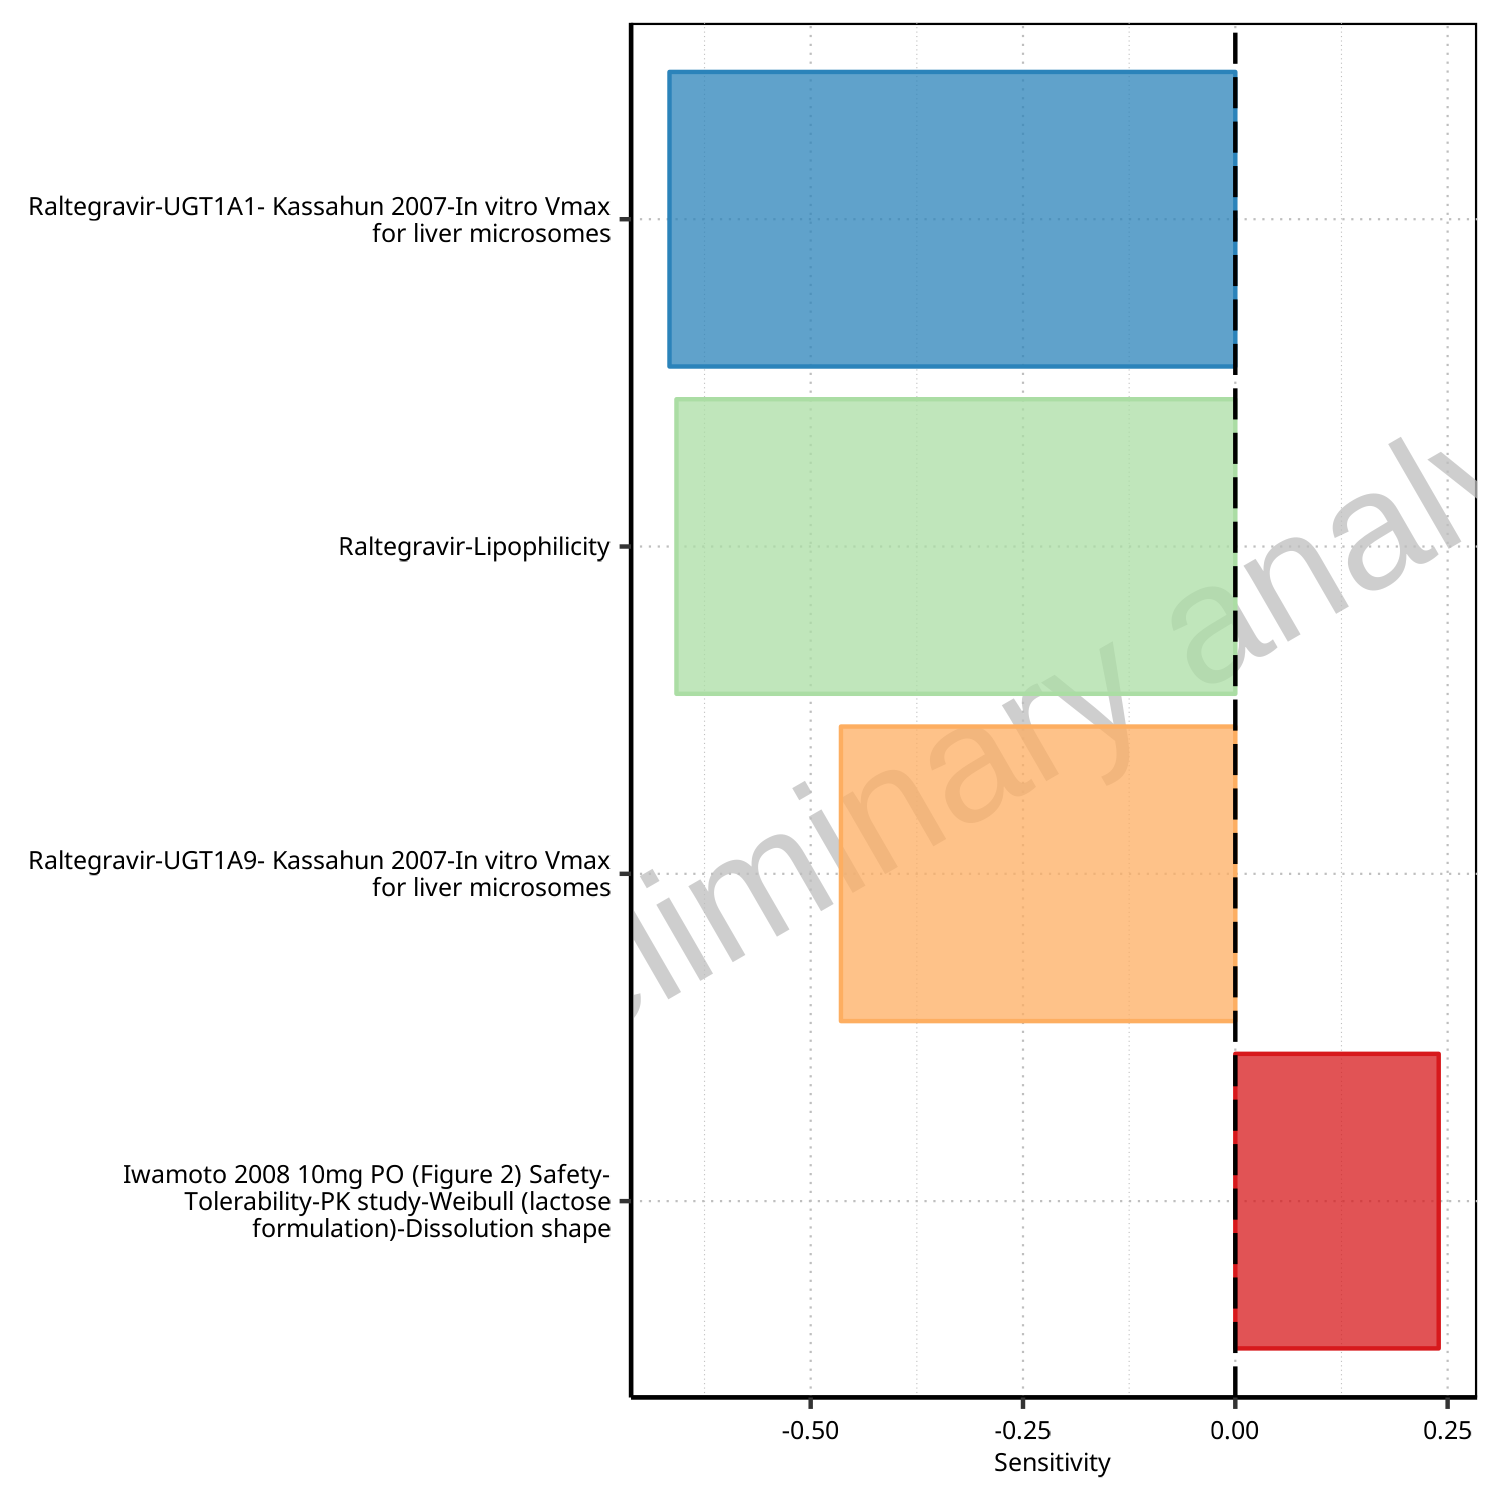 Raltegravir-UGT1A1- Kassahun 2007-In vitro Vmax
for liver microsomes
Raltegravir-Lipophilicity
Raltegravir-UGT1A9- Kassahun 2007-In vitro Vmax
for liver microsomes
Iwamoto 2008 10mg PO (Figure 2) Safety-
Tolerability-PK study-Weibull (lactose
formulation)-Dissolution shape
eliminary analy
-0.50 -0.25 0.00 0.25
Sensitivity